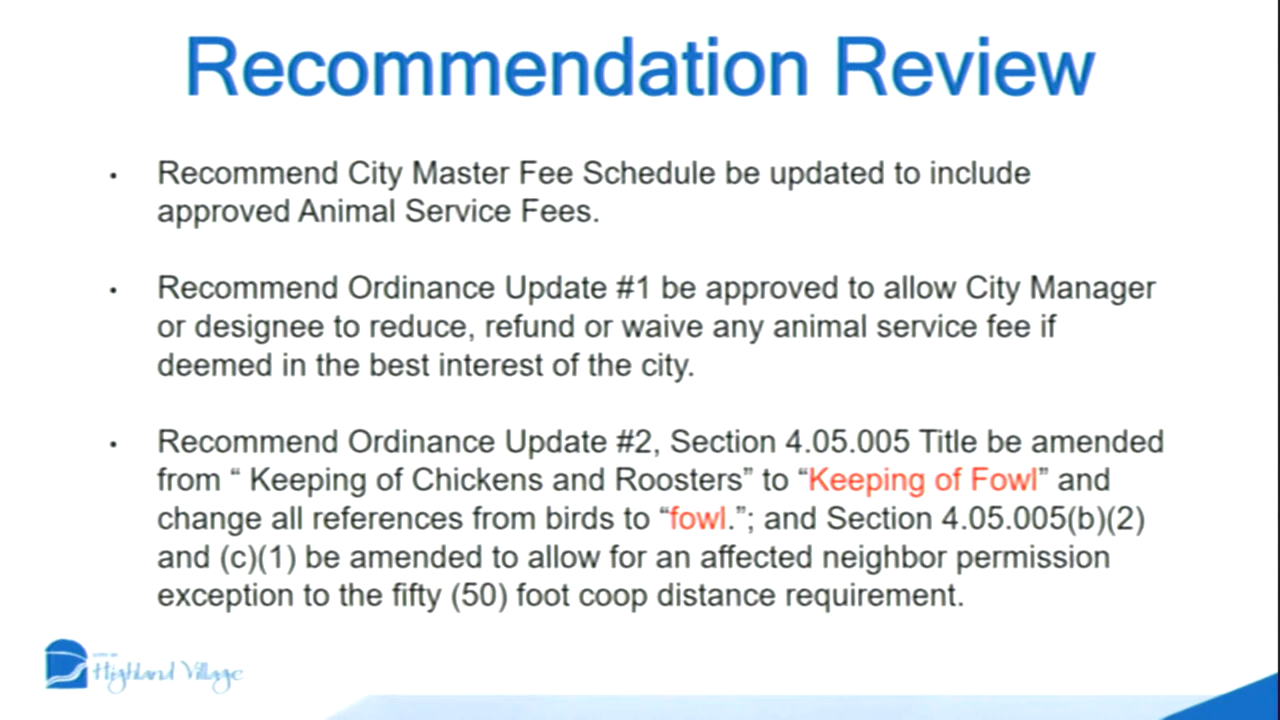 Recommendation Review
• Recommend City Master Fee Schedule be updated to include
approved Animal Service Fees.
• Recommend Ordinance Update #1 be approved to allow City Manager
or designee to reduce, refund or waive any animal service fee if
deemed in the best interest of the city.
• Recommend Ordinance Update #2, Section 4.05.005 Title be amended
from “ Keeping of Chickens and Roosters” to “Keeping of Fowl” and
change all references from birds to “fowl.”; and Section 4.05.005(b)(2)
and (c)(1) be amended to allow for an affected neighbor permission
exception to the fifty (50) foot coop distance requirement.
Highland Village